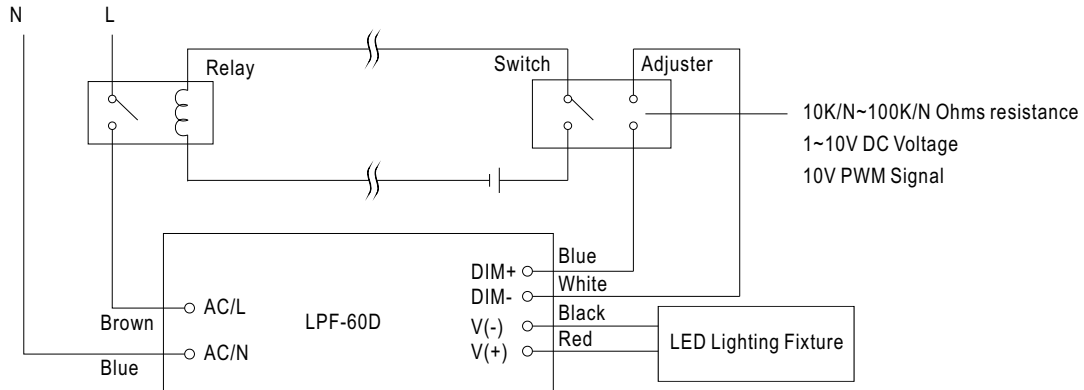 N L
Relay
Switch
Adjuster
10K/N~100K/N Ohms resistance
1~10V DC Voltage
10V PWM Signal
Blue
DIM+
White
DIM-
Black
V(-)
Red
V(+)
AC/L
Brown
LPF-60D
AC/N
Blue
LED Lighting Fixture